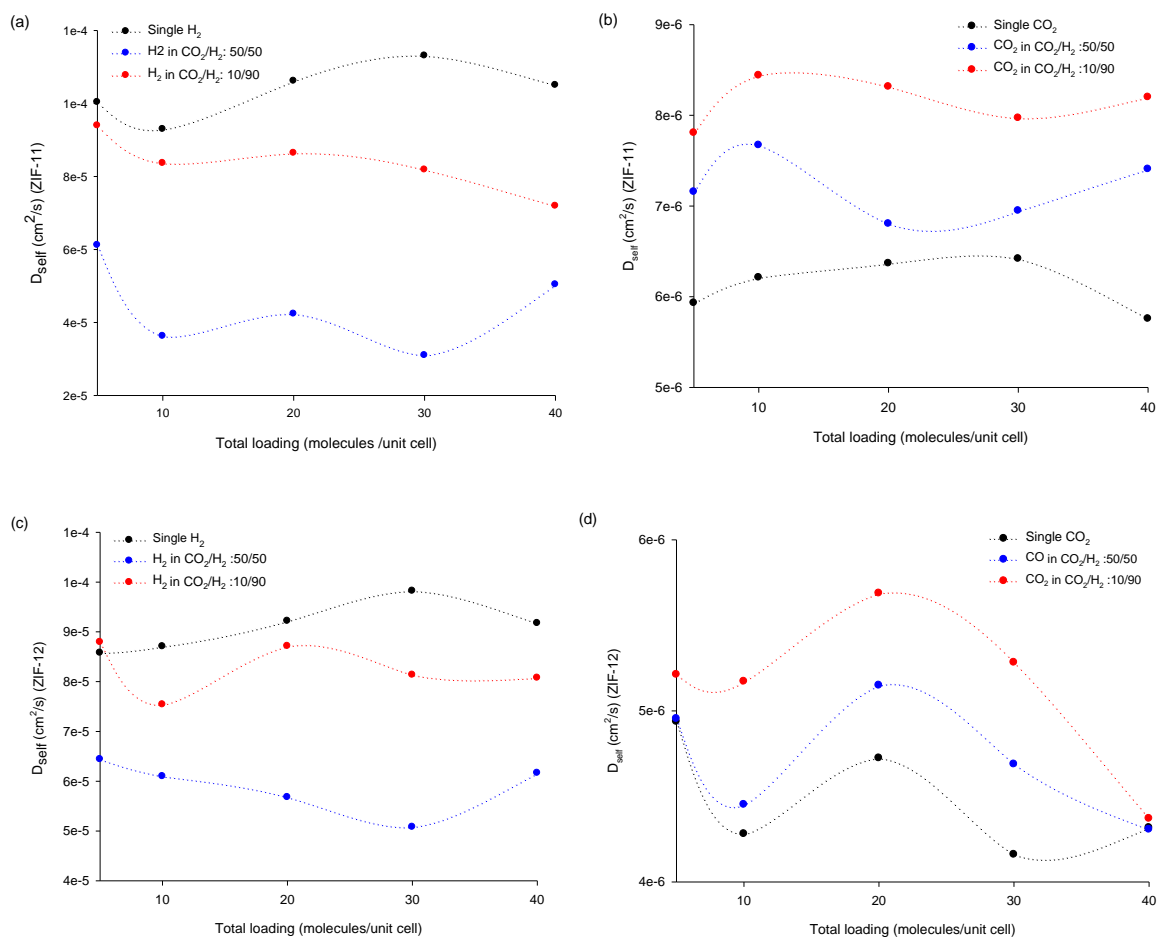 (a)
Single H₂
H2 in CO₂/H₂: 50/50
H₂ in CO₂/H₂: 10/90
1e-4
1e-4
8e-5
6e-5
4e-5
2e-5
D_self (cm²/s) (ZIF-11)
10 20 30 40
Total loading (molecules /unit cell)
(b)
Single CO₂
CO₂ in CO₂/H₂ :50/50
CO₂ in CO₂/H₂ :10/90
9e-6
8e-6
7e-6
6e-6
5e-6
D_self (cm²/s) (ZIF-11)
10 20 30 40
Total loading (molecules/unit cell)
(c)
Single H₂
H₂ in CO₂/H₂ :50/50
H₂ in CO₂/H₂ :10/90
1e-4
1e-4
9e-5
8e-5
7e-5
6e-5
5e-5
4e-5
D_self (cm²/s) (ZIF-12)
10 20 30 40
Total loading (molecules/unit cell)
(d)
Single CO₂
CO in CO₂/H₂ :50/50
CO₂ in CO₂/H₂ :10/90
6e-6
5e-6
4e-6
D_self (cm²/s) (ZIF-12)
10 20 30 40
Total loading (molecules/unit cell)